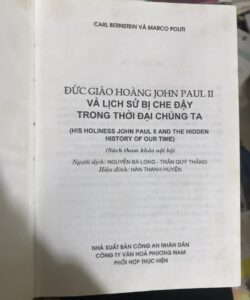 CARL BERNSTEIN VÀ MARCO POLITI
ĐỨC GIÁO HOÀNG JOHN PAUL II
VÀ LỊCH SỬ BỊ CHE ĐẬY
TRONG THỜI ĐẠI CHÚNG TA
(HIS HOLINESS JOHN PAUL II AND THE HIDDEN
HISTORY OF OUR TIME)
(Sách tham khảo nội bộ)
Người dịch: NGUYỄN BÁ LONG - TRẦN QUÝ THẮNG
Hiệu đính: HÀN THANH HUYỀN
NHÀ XUẤT BẢN CÔNG AN NHÂN DÂN
CÔNG TY VĂN HOÁ PHƯƠNG NAM
PHỐI HỢP THỰC HIỆN